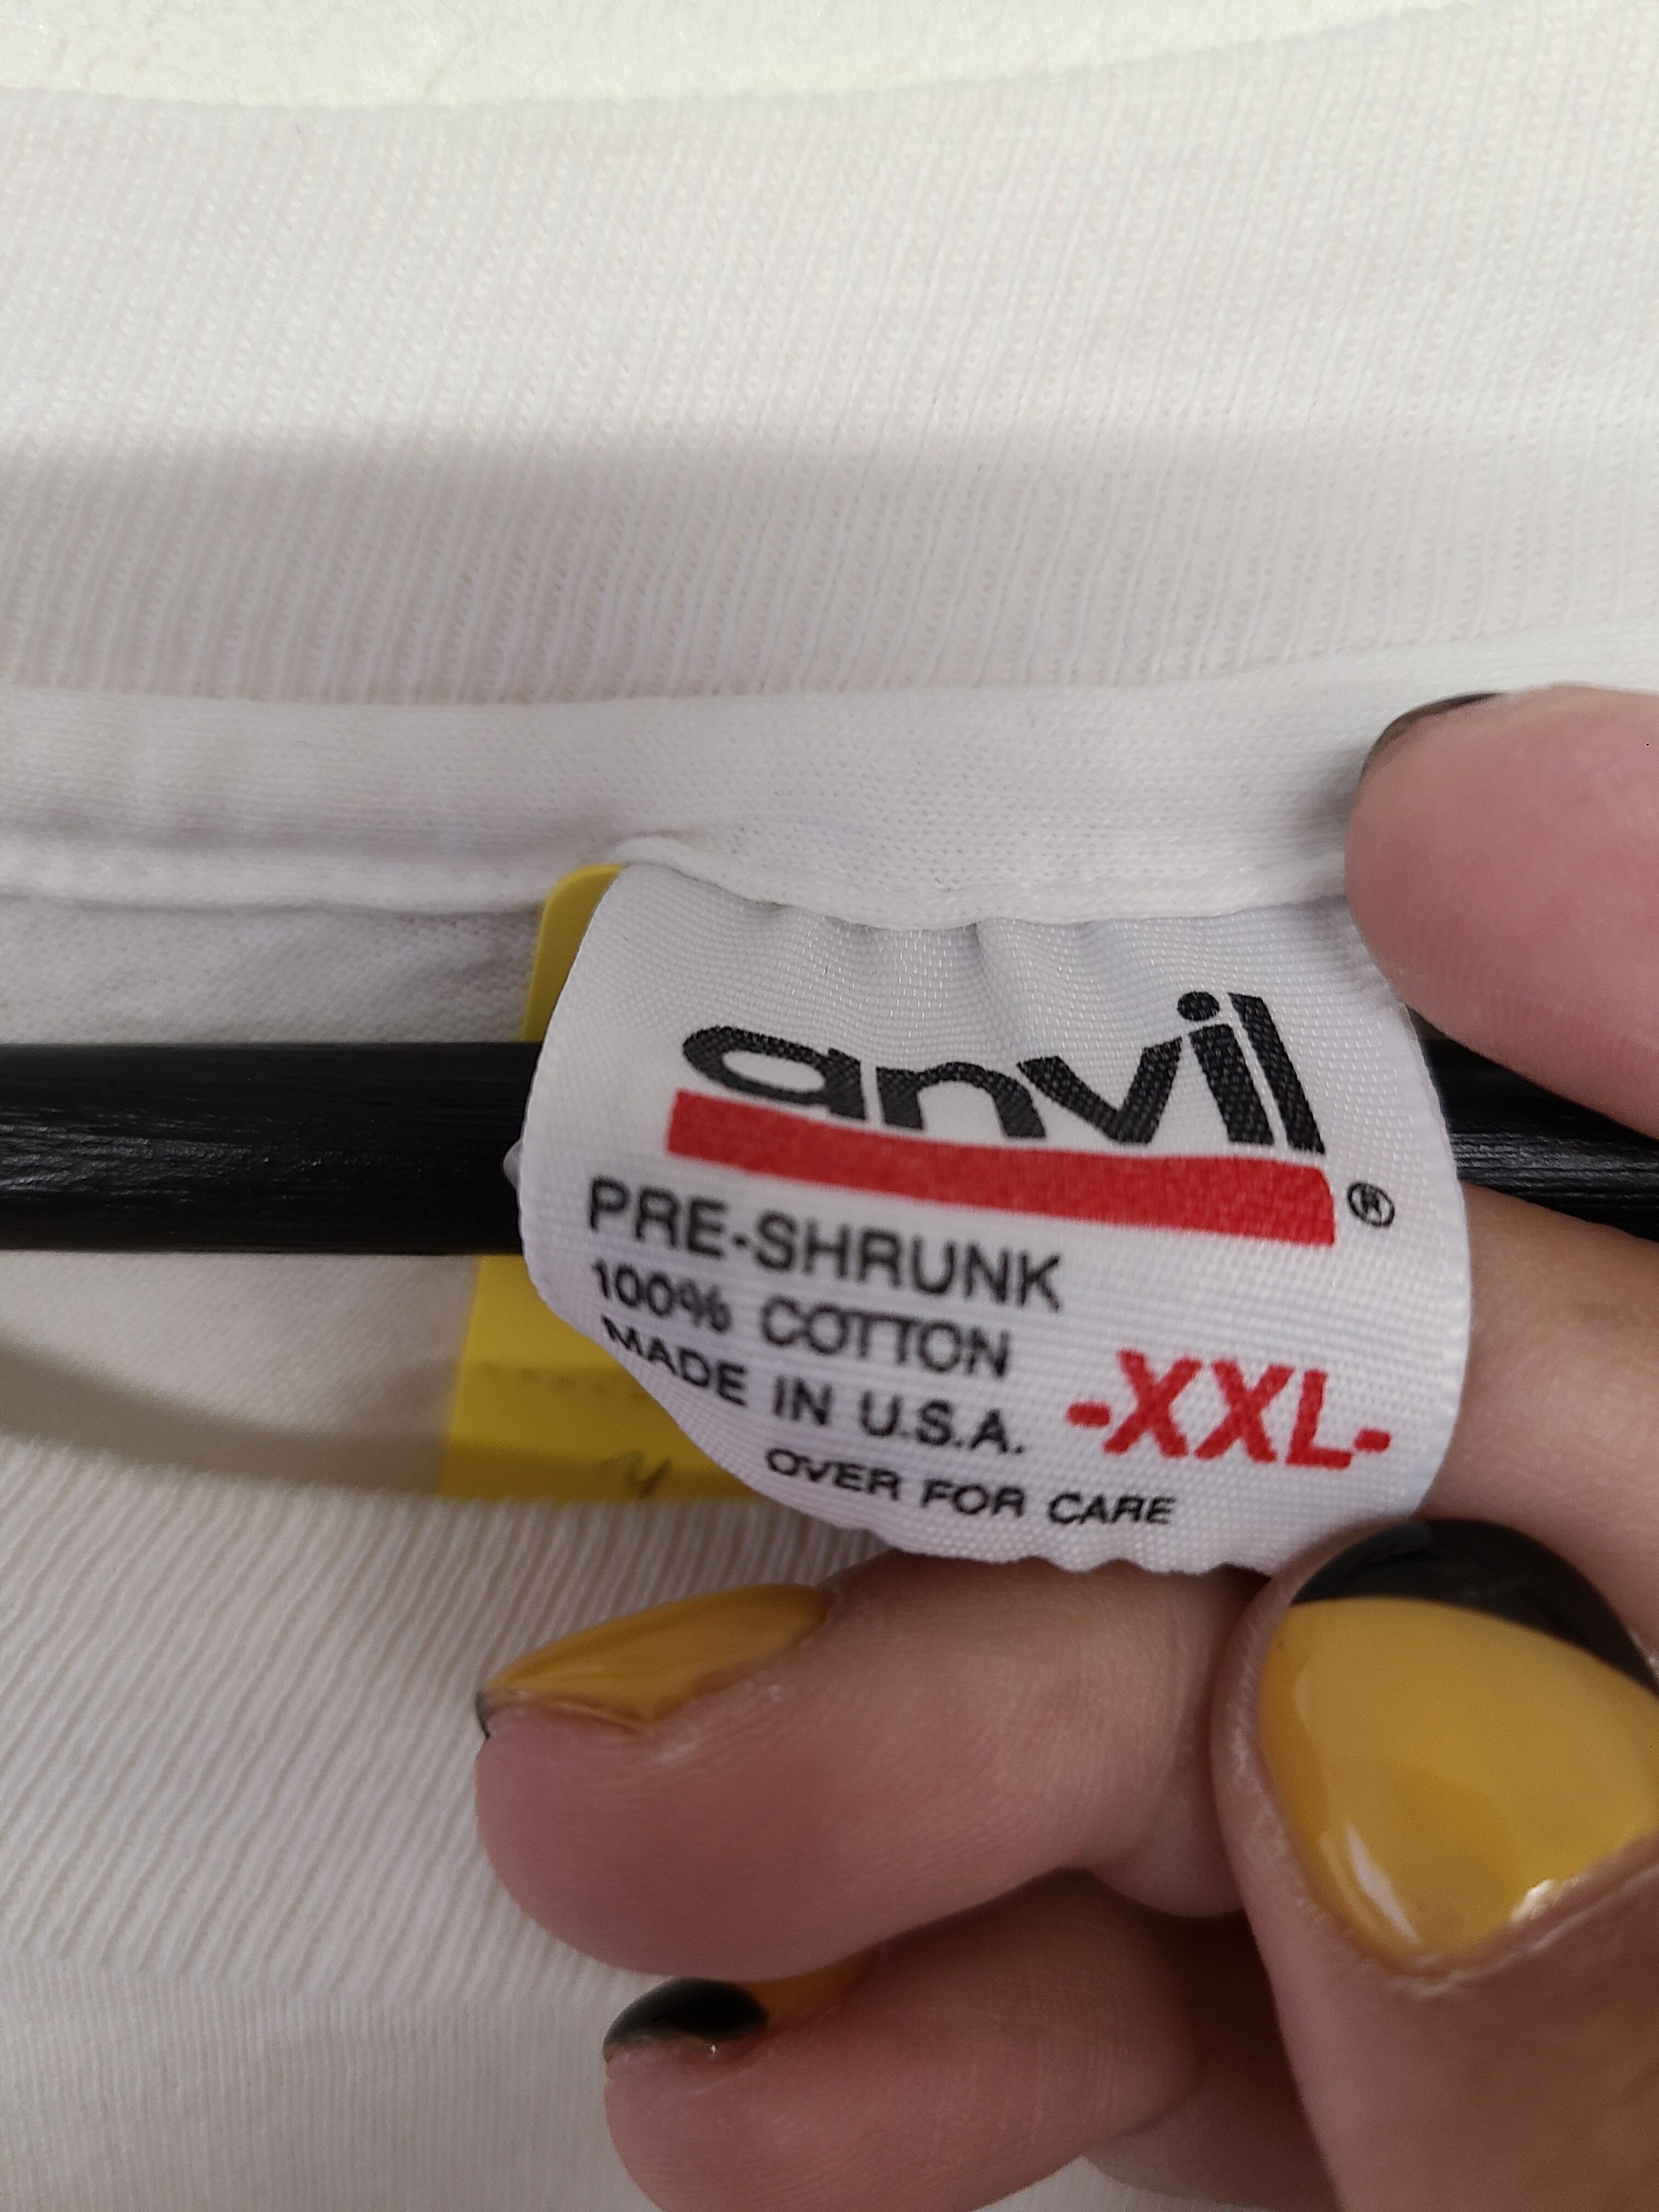 anvil®
PRE-SHRUNK
100% COTTON
MADE IN U.S.A.
-XXL-
OVER FOR CARE